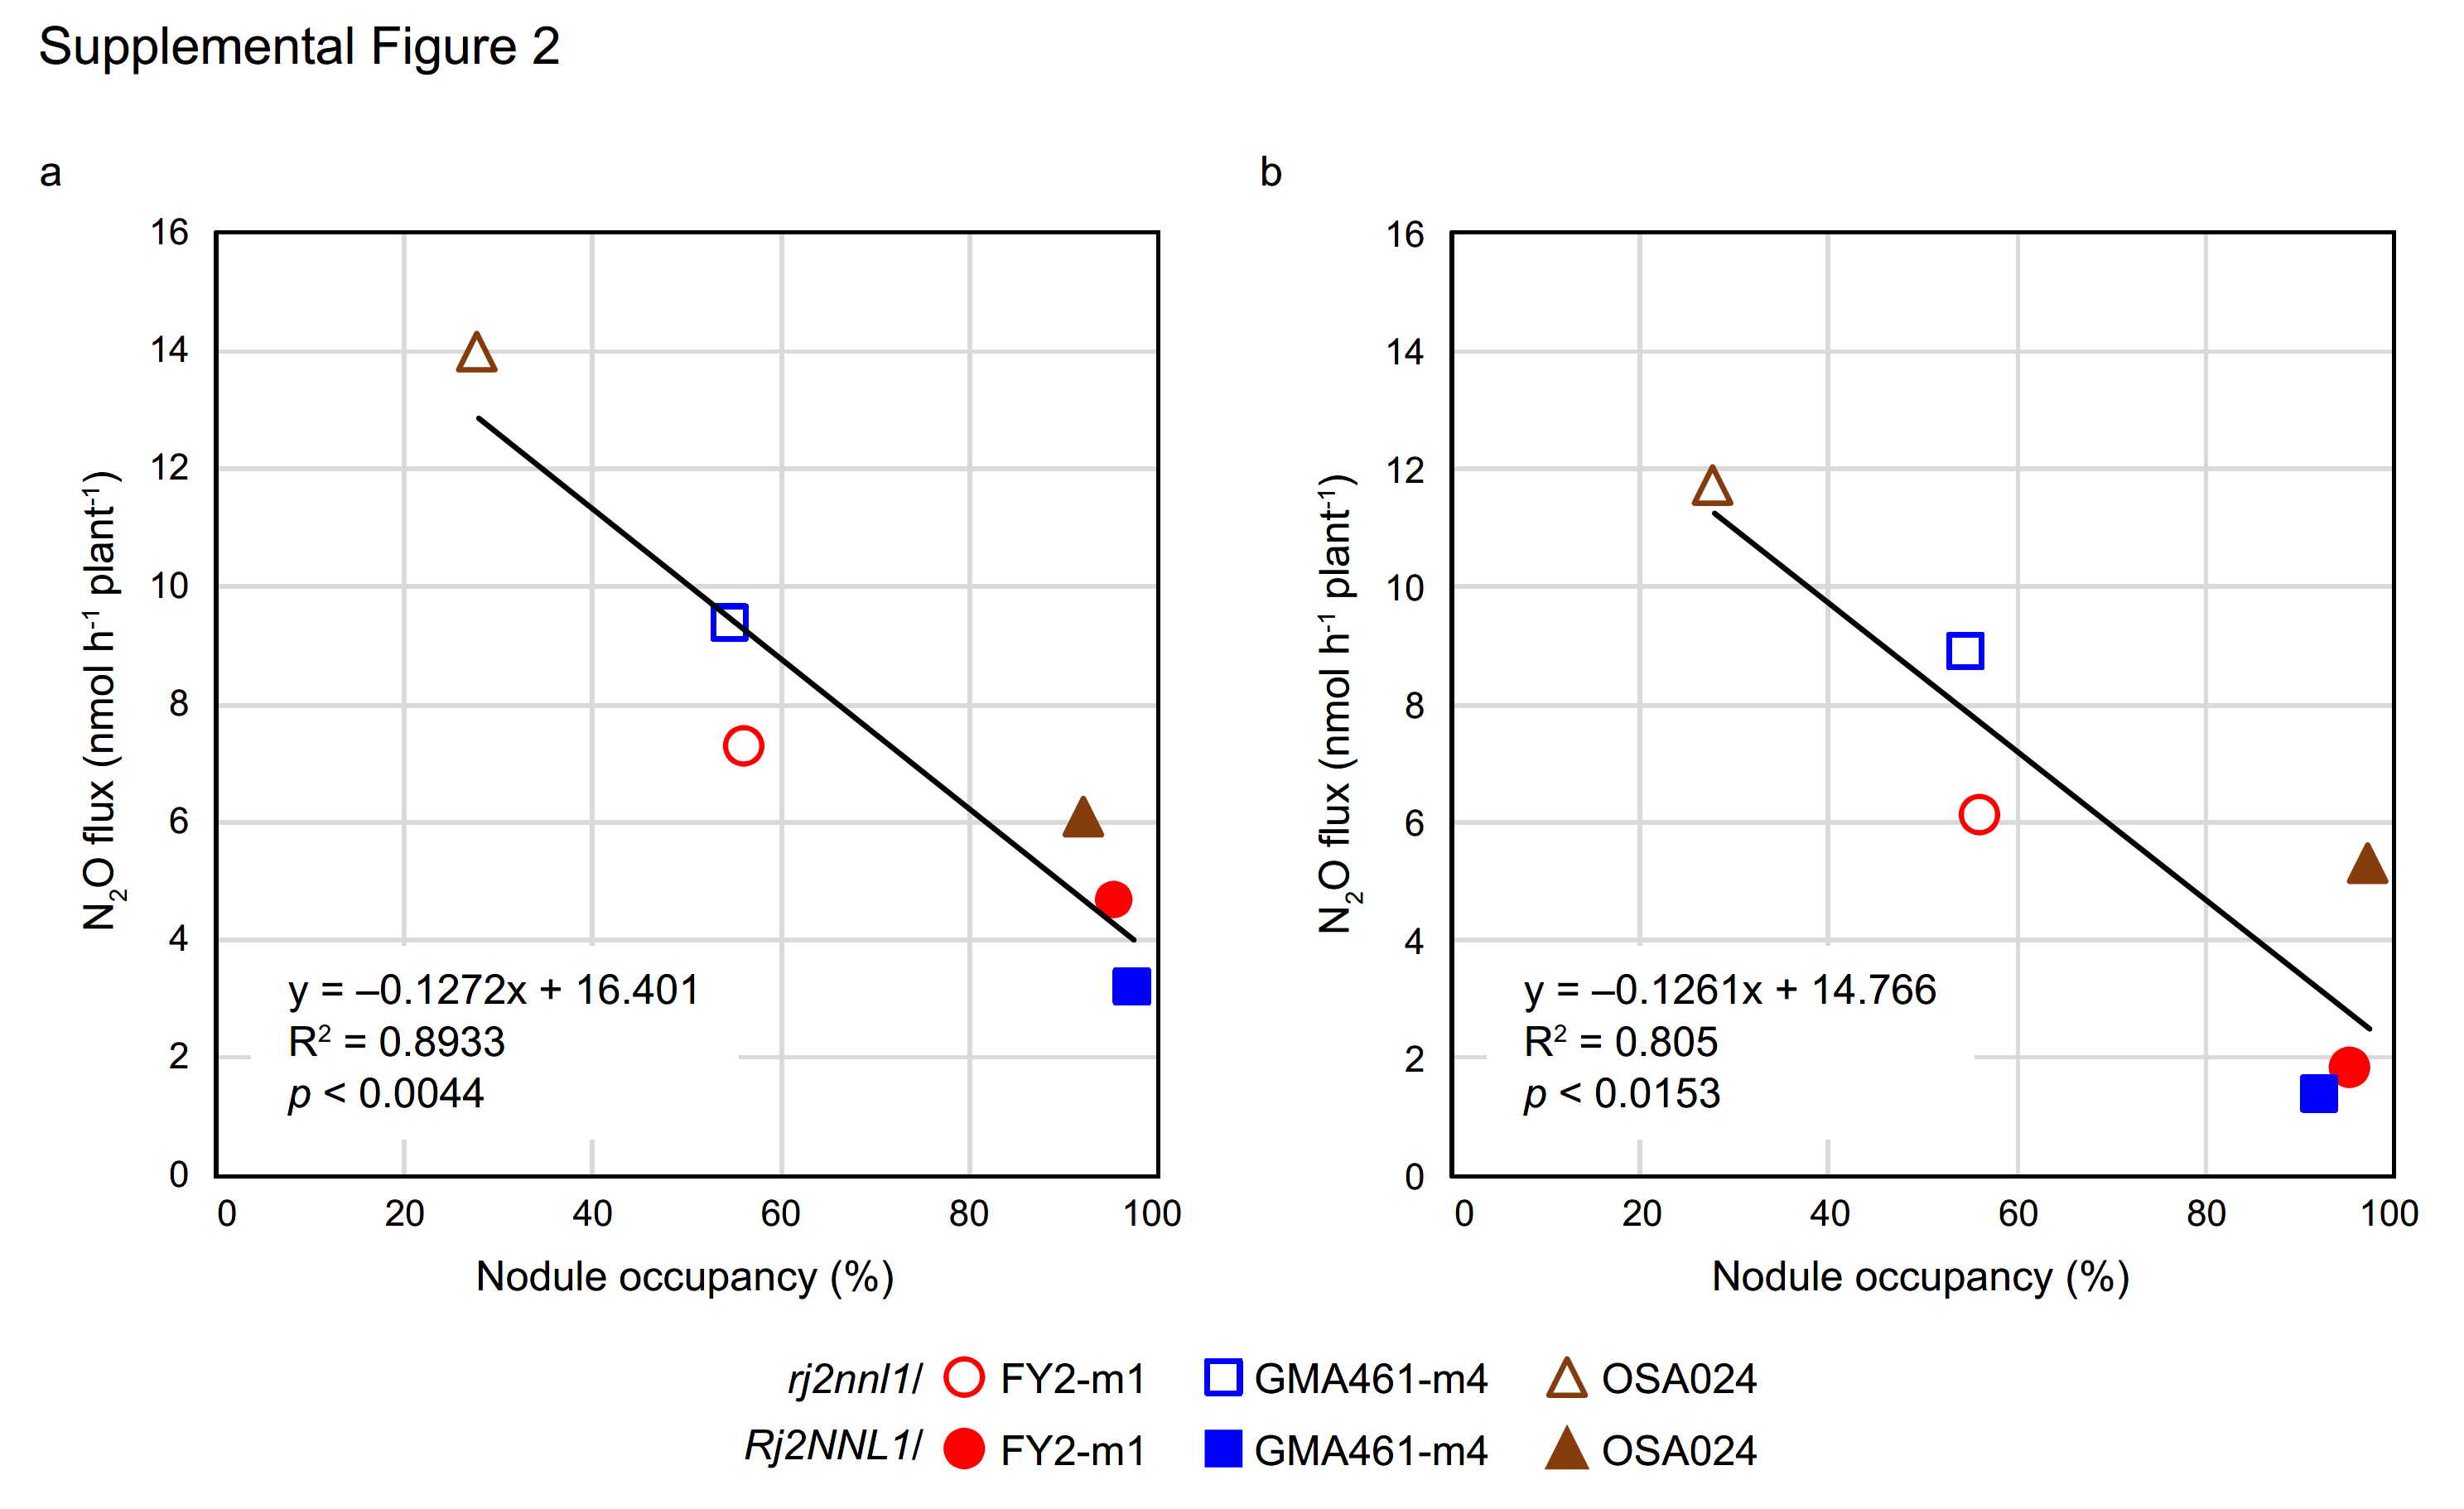 Supplemental Figure 2
a
16
14
12
10
8
6
4
2
0
N₂O flux (nmol h⁻¹ plant⁻¹)
y = –0.1272x + 16.401
R² = 0.8933
p < 0.0044
0 20 40 60 80 100
Nodule occupancy (%)
b
16
14
12
10
8
6
4
2
0
N₂O flux (nmol h⁻¹ plant⁻¹)
y = –0.1261x + 14.766
R² = 0.805
p < 0.0153
0 20 40 60 80 100
Nodule occupancy (%)
rj2nnl1/ FY2-m1 GMA461-m4 OSA024
Rj2NNL1/ FY2-m1 GMA461-m4 OSA024